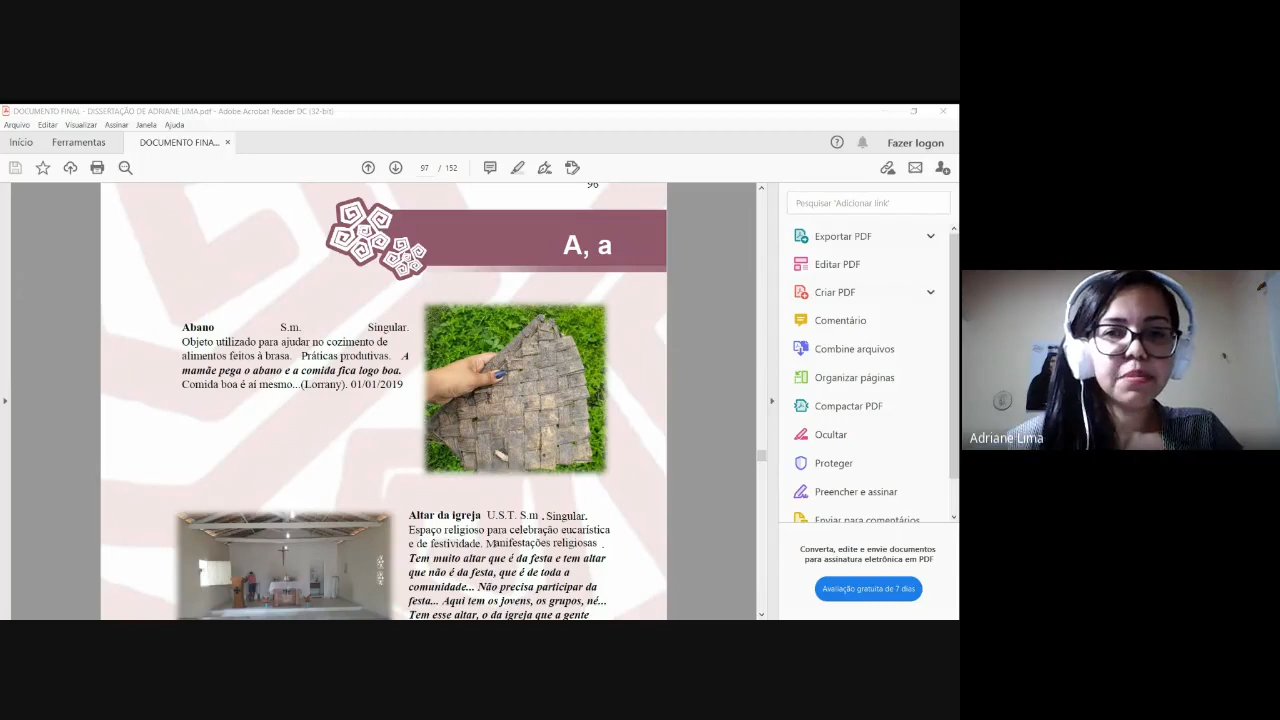 DOCUMENTO FINAL - DISSERTAÇÃO DE ADRIANE LIMA.pdf - Adobe Acrobat Reader DC (32-bit)
Arquivo Editar Visualizar Assinar Janela Ajuda
Início Ferramentas DOCUMENTO FINA... × Fazer logon
97 / 152
96
A, a
Abano S.m. Singular.
Objeto utilizado para ajudar no cozimento de
alimentos feitos à brasa. Práticas produtivas. A
mamãe pega o abano e a comida fica logo boa.
Comida boa é aí mesmo...(Lorrany). 01/01/2019
Altar da igreja U.S.T. S.m . Singular.
Espaço religioso para celebração eucarística
e de festividade. Manifestações religiosas .
Tem muito altar que é da festa e tem altar
que não é da festa, que é de toda a
comunidade... Não precisa participar da
festa... Aqui tem os jovens, os grupos, né...
Tem esse altar, o da igreja que a gente
Pesquisar 'Adicionar link'
Exportar PDF
Editar PDF
Criar PDF
Comentário
Combine arquivos
Organizar páginas
Compactar PDF
Ocultar
Proteger
Preencher e assinar
Enviar para comentários
Converta, edite e envie documentos
para assinatura eletrônica em PDF
Avaliação gratuita de 7 dias
Adriane Lima